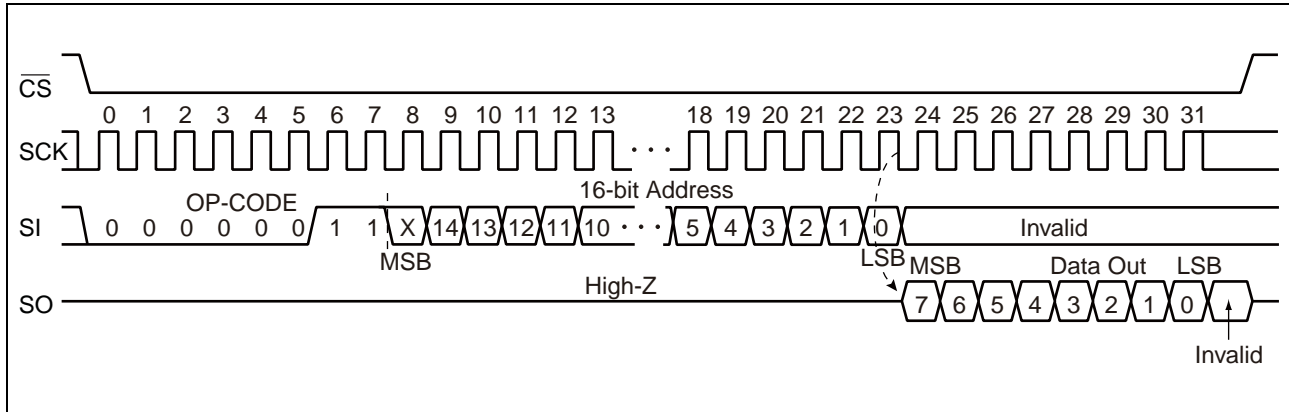 CS
0 1 2 3 4 5 6 7 8 9 10 11 12 13 18 19 20 21 22 23 24 25 26 27 28 29 30 31
SCK · · ·
OP-CODE 16-bit Address
SI 0 0 0 0 0 0 1 1 X 14 13 12 11 10 · · · 5 4 3 2 1 0 Invalid
MSB LSB MSB Data Out LSB
High-Z
SO 7 6 5 4 3 2 1 0
Invalid